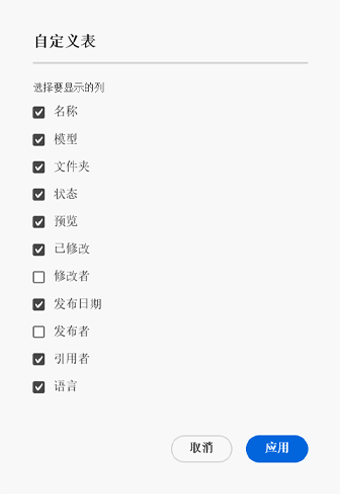 自定义表
选择要显示的列
名称
模型
文件夹
状态
预览
已修改
修改者
发布日期
发布者
引用者
语言
取消
应用